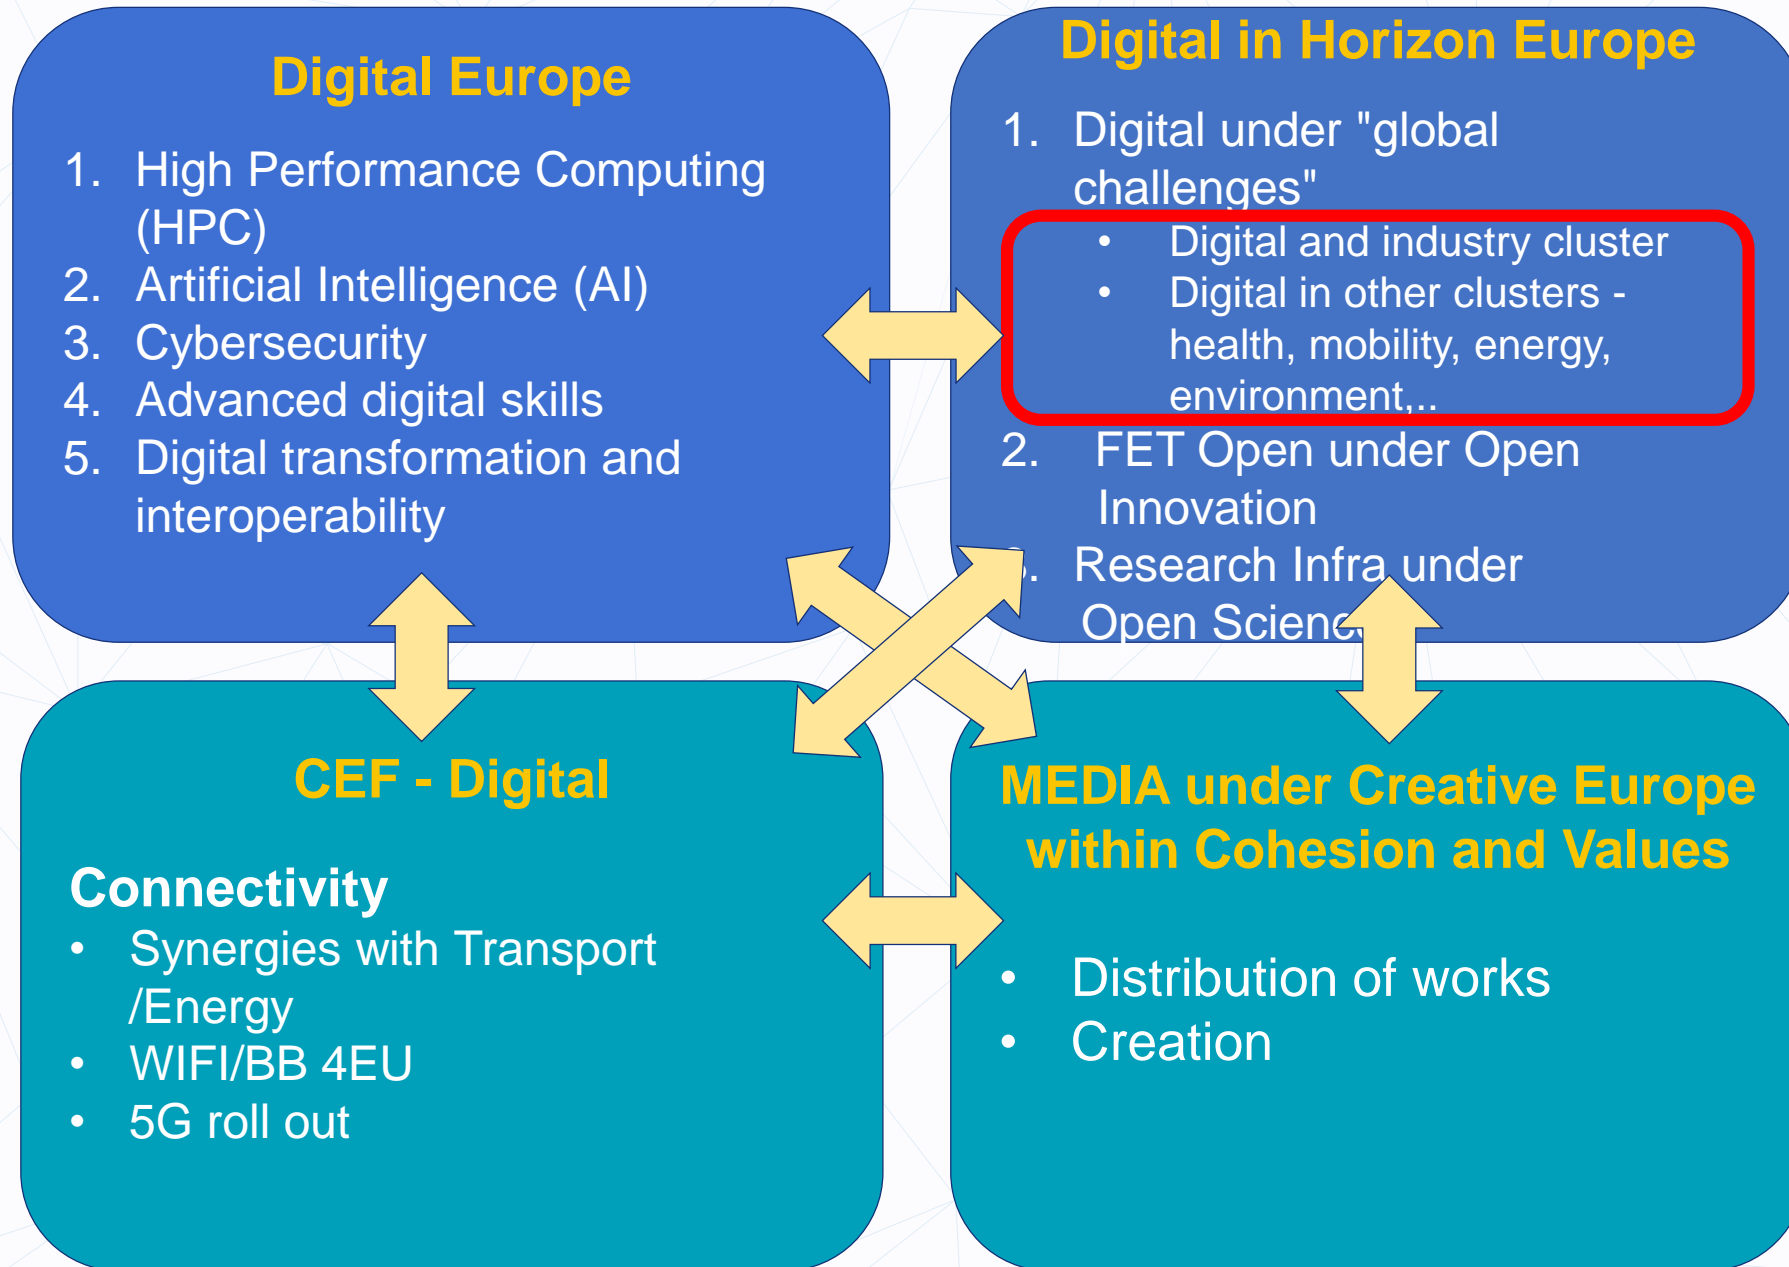 Digital Europe
1. High Performance Computing
(HPC)
2. Artificial Intelligence (AI)
3. Cybersecurity
4. Advanced digital skills
5. Digital transformation and
interoperability
Digital in Horizon Europe
1. Digital under "global
challenges"
• Digital and industry cluster
• Digital in other clusters -
health, mobility, energy,
environment,..
2. FET Open under Open
Innovation
3. Research Infra under
Open Science
CEF - Digital
Connectivity
• Synergies with Transport
/Energy
• WIFI/BB 4EU
• 5G roll out
MEDIA under Creative Europe
within Cohesion and Values
• Distribution of works
• Creation